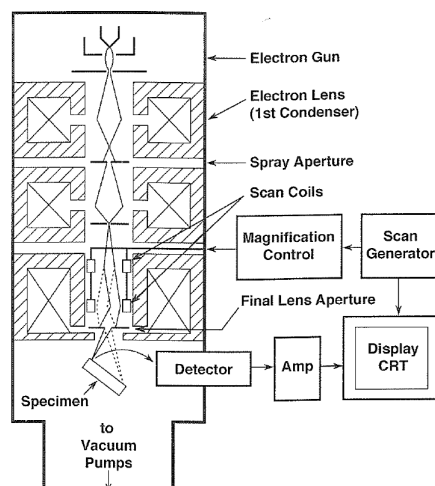 Electron Gun
Electron Lens
(1st Condenser)
Spray Aperture
Scan Coils
Magnification
Control
Scan
Generator
Final Lens Aperture
Display
CRT
Detector
Amp
Specimen
to
Vacuum
Pumps